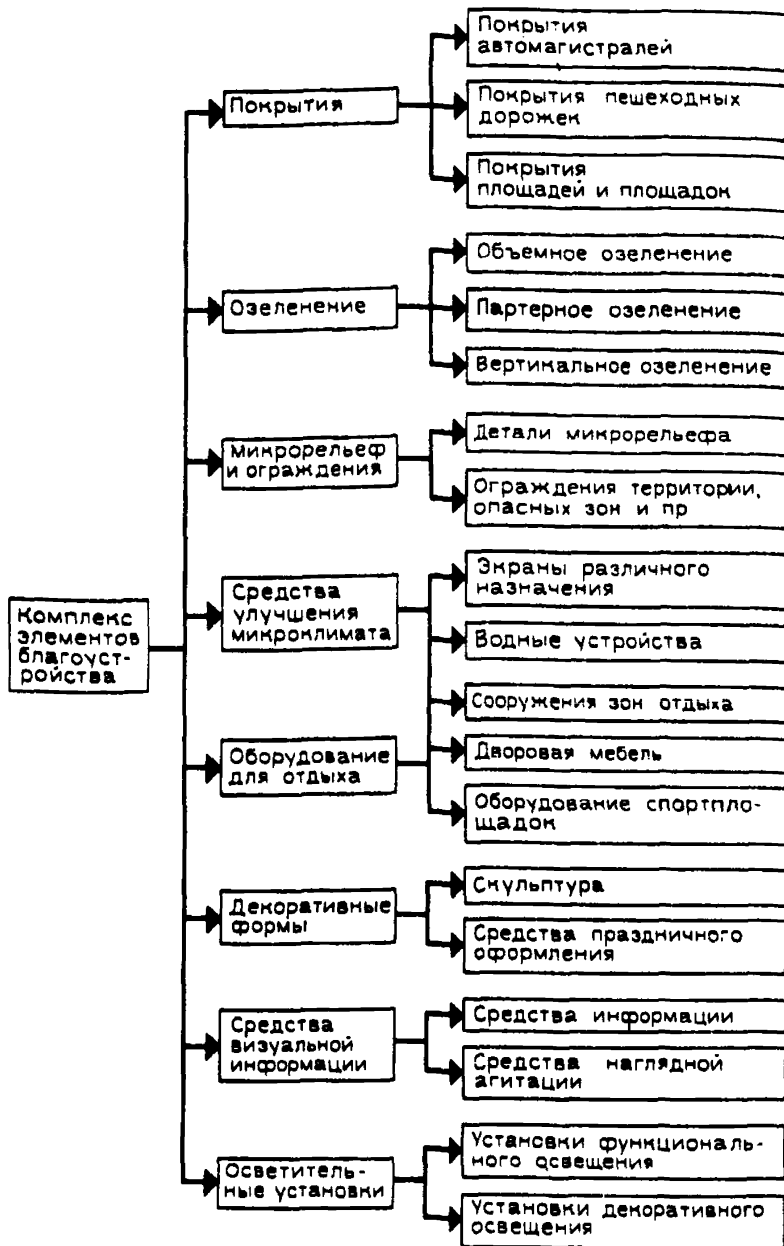 Покрытия
автомагистралей
Покрытия
Покрытия пешеходных
дорожек
Покрытия
площадей и площадок
Объемное озеленение
Озеленение
Партерное озеленение
Вертикальное озеленение
Микрорельеф
и ограждения
Детали микрорельефа
Ограждения территории,
опасных зон и пр
Комплекс
элементов
благоуст-
ройства
Средства
улучшения
микроклимата
Экраны различного
назначения
Водные устройства
Сооружения зон отдыха
Оборудование
для отдыха
Дворовая мебель
Оборудование спортпло-
щадок
Декоративные
формы
Скульптура
Средства праздничного
оформления
Средства
визуальной
информации
Средства информации
Средства наглядной
агитации
Осветитель-
ные установки
Установки функциональ-
ного освещения
Установки декоративного
освещения